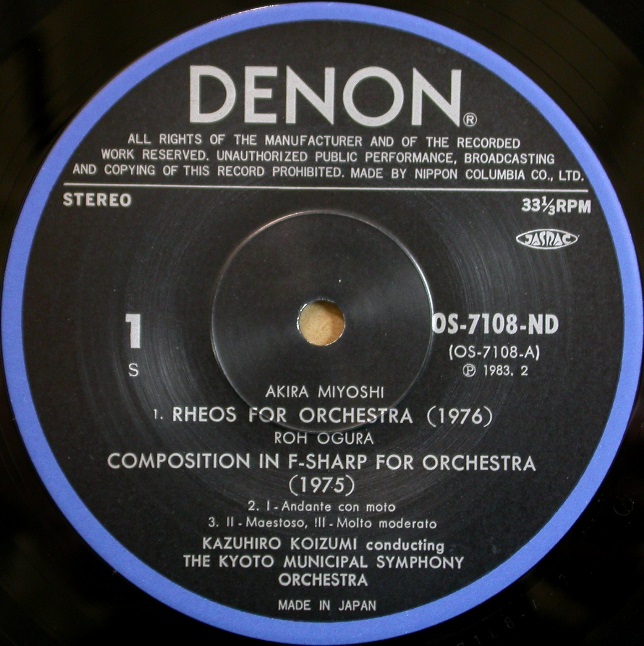 DENON®
ALL RIGHTS OF THE MANUFACTURER AND OF THE RECORDED
WORK RESERVED. UNAUTHORIZED PUBLIC PERFORMANCE, BROADCASTING
AND COPYING OF THIS RECORD PROHIBITED. MADE BY NIPPON COLUMBIA CO., LTD.
STEREO
33⅓RPM
JASRAC
1
S
OS-7108-ND
(OS-7108-A)
Ⓟ 1983. 2
AKIRA MIYOSHI
1. RHEOS FOR ORCHESTRA (1976)
ROH OGURA
COMPOSITION IN F-SHARP FOR ORCHESTRA
(1975)
2. I - Andante con moto
3. II - Maestoso, III - Molto moderato
KAZUHIRO KOIZUMI conducting
THE KYOTO MUNICIPAL SYMPHONY
ORCHESTRA
MADE IN JAPAN